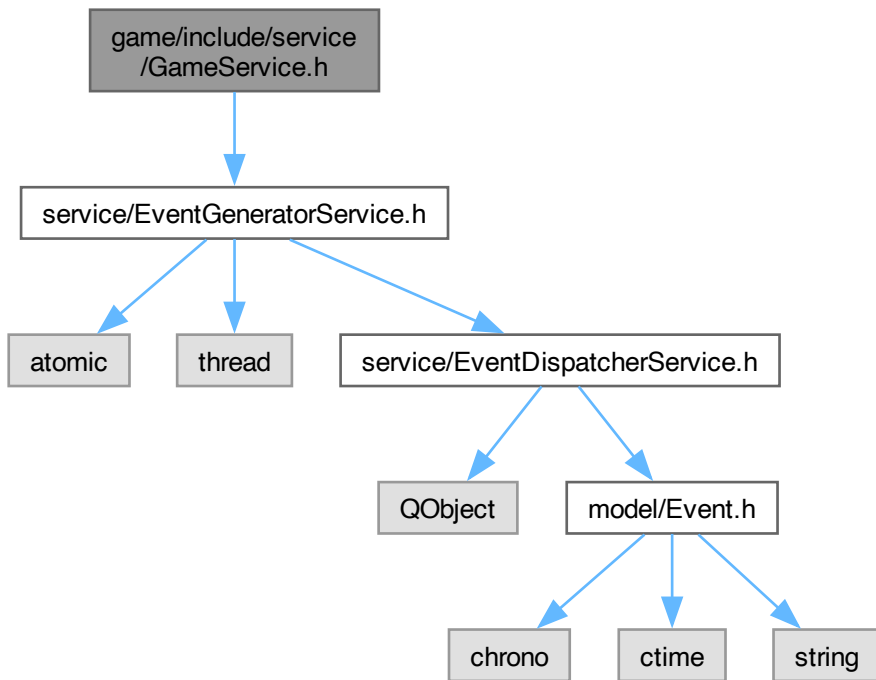 game/include/service
/GameService.h
service/EventGeneratorService.h
atomic
thread
service/EventDispatcherService.h
QObject
model/Event.h
chrono
ctime
string